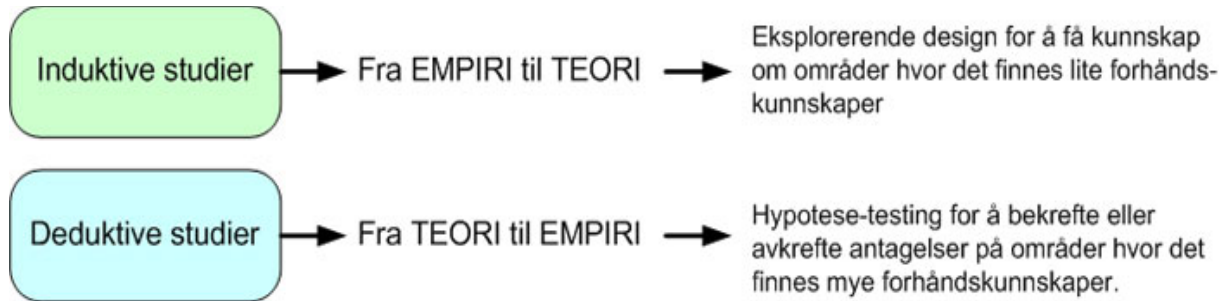 Induktive studier
Fra EMPIRI til TEORI
Eksplorerende design for å få kunnskap
om områder hvor det finnes lite forhånds-
kunnskaper
Deduktive studier
Fra TEORI til EMPIRI
Hypotese-testing for å bekrefte eller
avkrefte antagelser på områder hvor det
finnes mye forhåndskunnskaper.